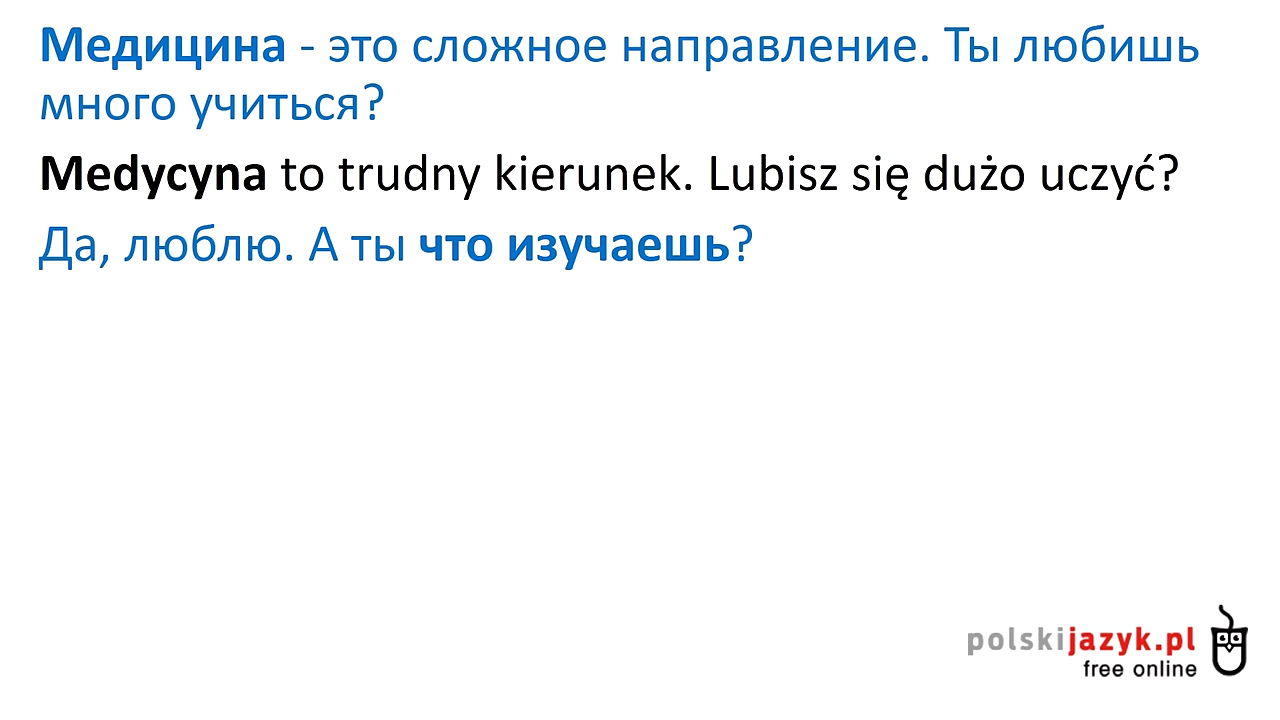 Медицина - это сложное направление. Ты любишь
много учиться?
Medycyna to trudny kierunek. Lubisz się dużo uczyć?
Да, люблю. А ты что изучаешь?
polskijazyk.pl
free online